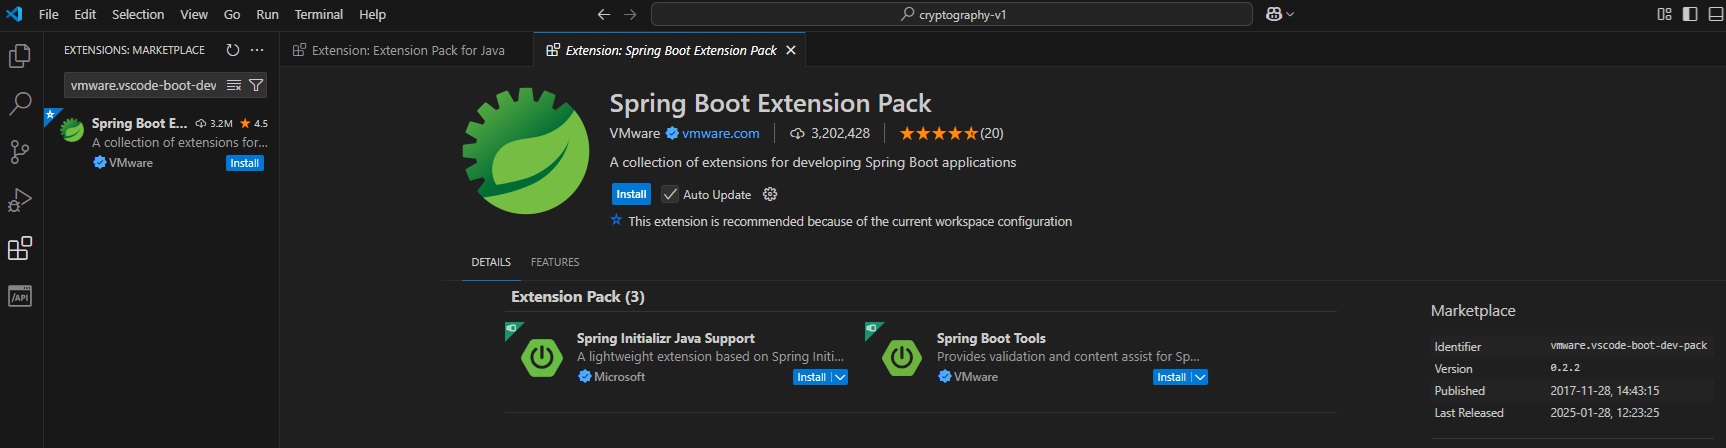 File Edit Selection View Go Run Terminal Help
cryptography-v1
EXTENSIONS: MARKETPLACE
vmware.vscode-boot-dev
Spring Boot E... 3.2M 4.5
A collection of extensions for...
VMware Install
/API
Extension: Extension Pack for Java
Extension: Spring Boot Extension Pack
Spring Boot Extension Pack
VMware vmware.com 3,202,428 (20)
A collection of extensions for developing Spring Boot applications
Install Auto Update
This extension is recommended because of the current workspace configuration
DETAILS FEATURES
Extension Pack (3)
Spring Initializr Java Support
A lightweight extension based on Spring Initi...
Microsoft Install
Spring Boot Tools
Provides validation and content assist for Sp...
VMware Install
Marketplace
Identifier vmware.vscode-boot-dev-pack
Version 0.2.2
Published 2017-11-28, 14:43:15
Last Released 2025-01-28, 12:23:25